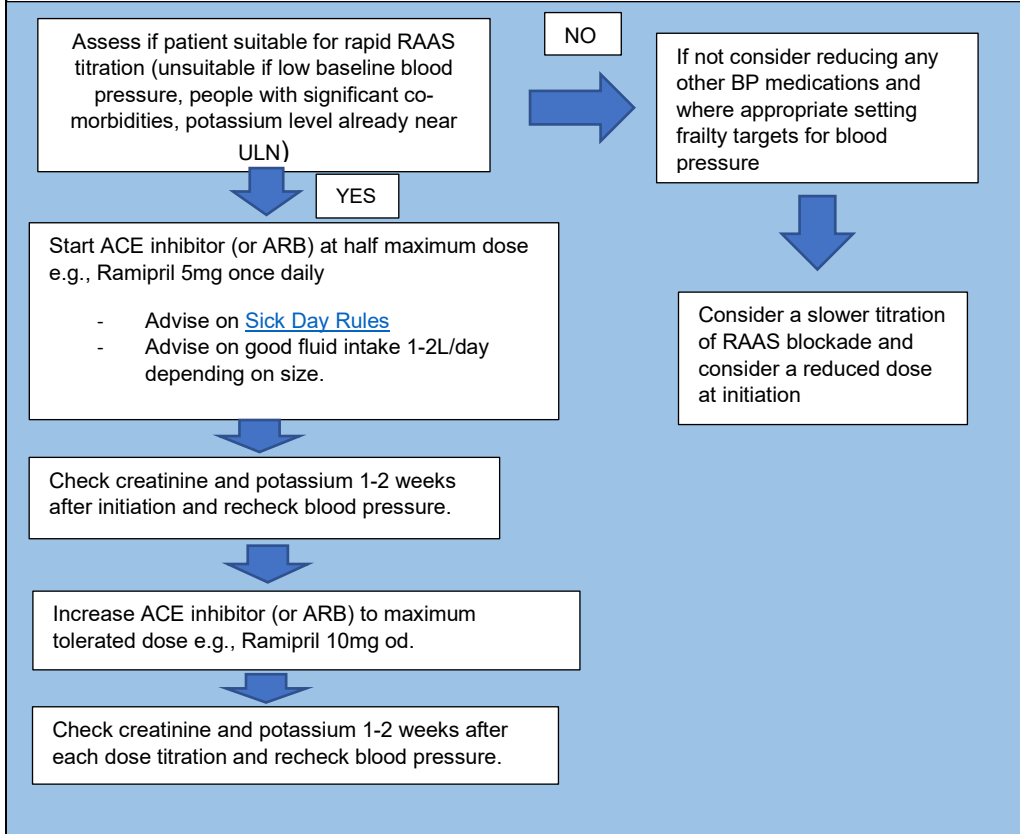 Assess if patient suitable for rapid RAAS
titration (unsuitable if low baseline blood
pressure, people with significant co-
morbidities, potassium level already near
ULN)
NO
If not consider reducing any
other BP medications and
where appropriate setting
frailty targets for blood
pressure
YES
Start ACE inhibitor (or ARB) at half maximum dose
e.g., Ramipril 5mg once daily
- Advise on Sick Day Rules
- Advise on good fluid intake 1-2L/day
depending on size.
Consider a slower titration
of RAAS blockade and
consider a reduced dose
at initiation
Check creatinine and potassium 1-2 weeks
after initiation and recheck blood pressure.
Increase ACE inhibitor (or ARB) to maximum
tolerated dose e.g., Ramipril 10mg od.
Check creatinine and potassium 1-2 weeks after
each dose titration and recheck blood pressure.